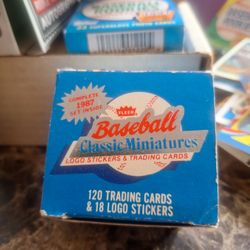 COMPLETE
1987
SET INSIDE
FLEER
Baseball
Classic Miniatures
LOGO STICKERS & TRADING CARDS
120 TRADING CARDS
& 18 LOGO STICKERS